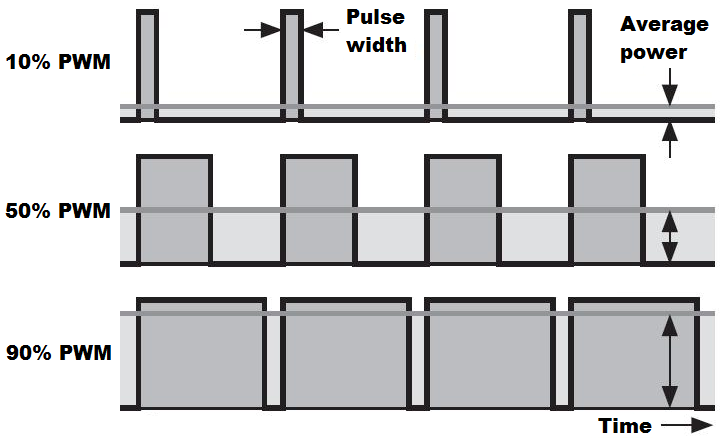 Pulse
width
Average
power
10% PWM
50% PWM
90% PWM
Time